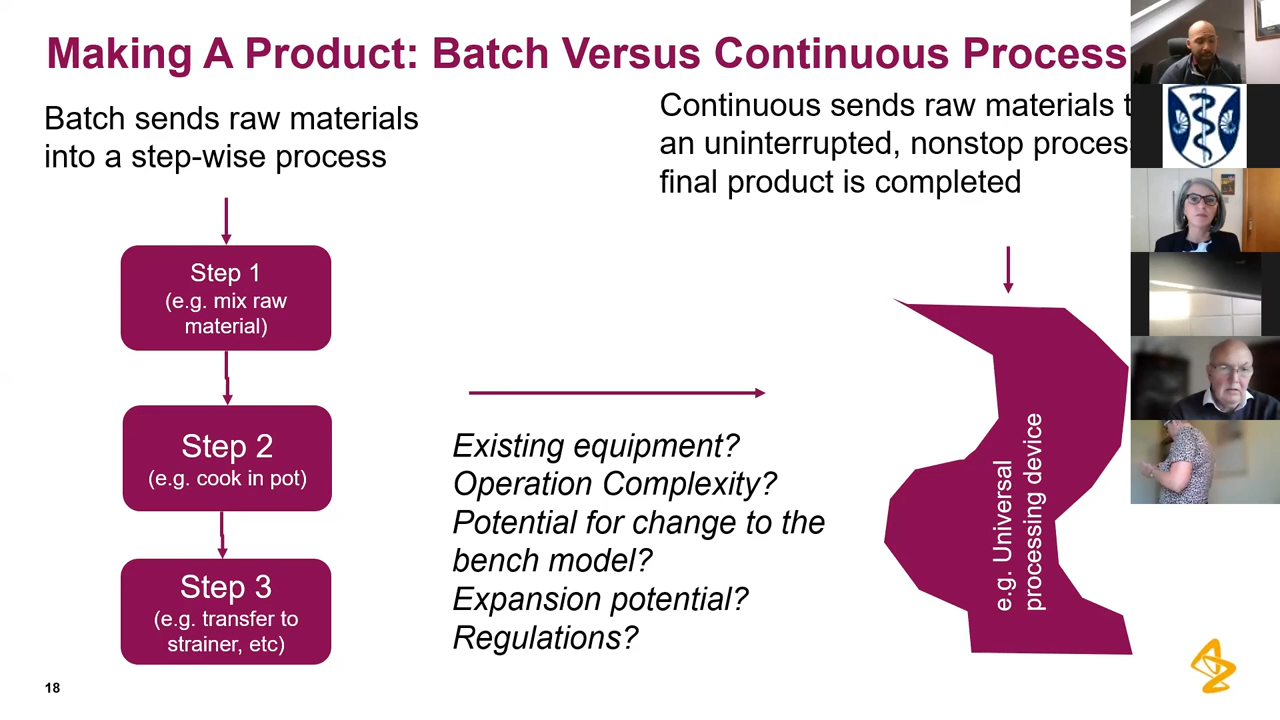 Making A Product: Batch Versus Continuous Process
Batch sends raw materials
into a step-wise process
Continuous sends raw materials
an uninterrupted, nonstop
final product is completed
Step 1
(e.g. mix raw
material)
Step 2
(e.g. cook in pot)
Step 3
(e.g. transfer to
strainer, etc)
Existing equipment?
Operation Complexity?
Potential for change to the
bench model?
Expansion potential?
Regulations?
e.g. Universal
processing device
18